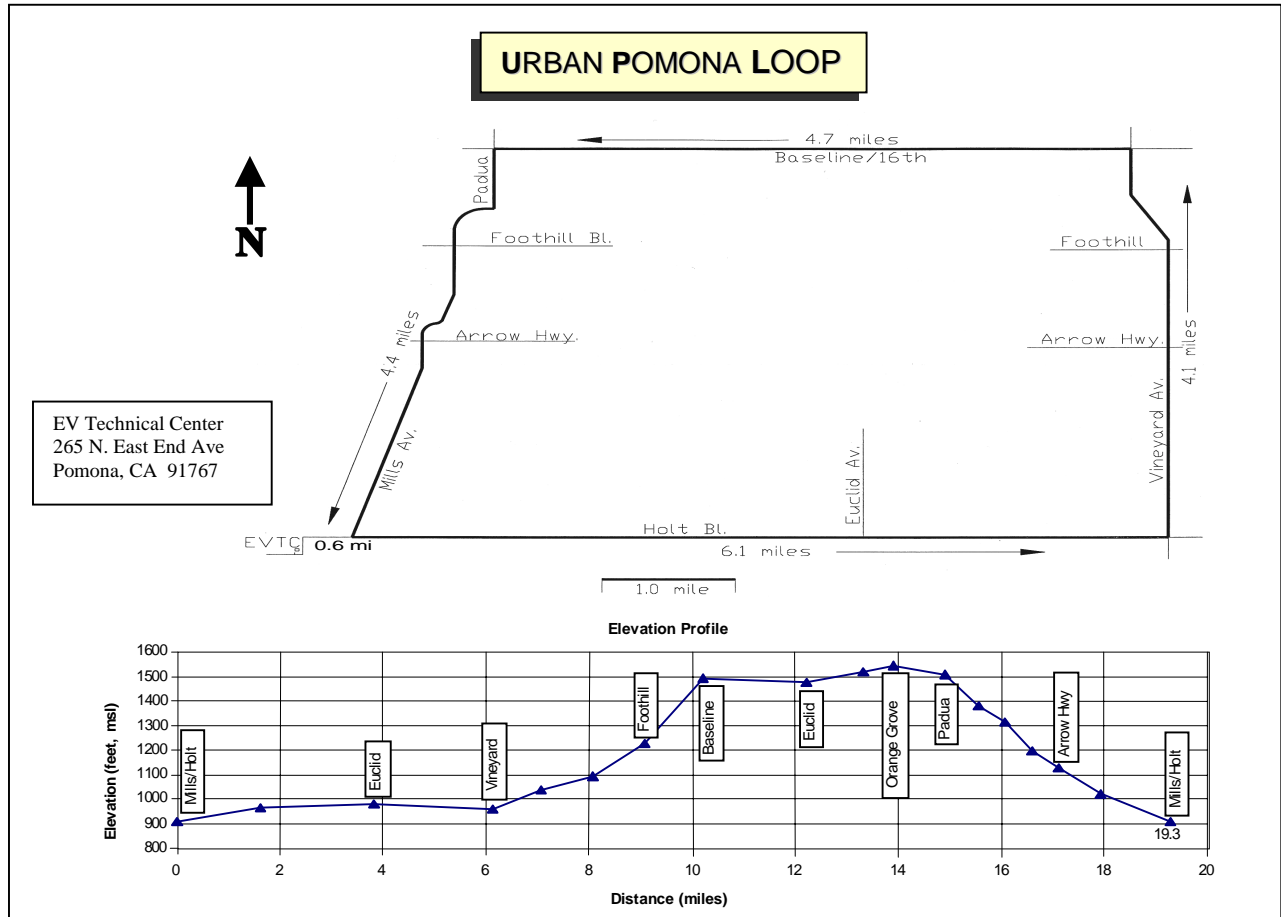 URBAN POMONA LOOP
4.7 miles
Baseline/16th
Padua
N
Foothill Bl.
Foothill
Arrow Hwy.
Arrow Hwy.
4.4 miles
4.1 miles
EV Technical Center
265 N. East End Ave
Pomona, CA 91767
Mills Av.
Euclid Av.
Vineyard Av.
Holt Bl.
EVTC
0.6 mi
6.1 miles
1.0 mile
Elevation Profile
Elevation (feet, msl)
1600
1500
1400
1300
1200
1100
1000
900
800
Mills/Holt
Euclid
Vineyard
Foothill
Baseline
Euclid
Orange Grove
Padua
Arrow Hwy
Mills/Holt
19.3
0 2 4 6 8 10 12 14 16 18 20
Distance (miles)